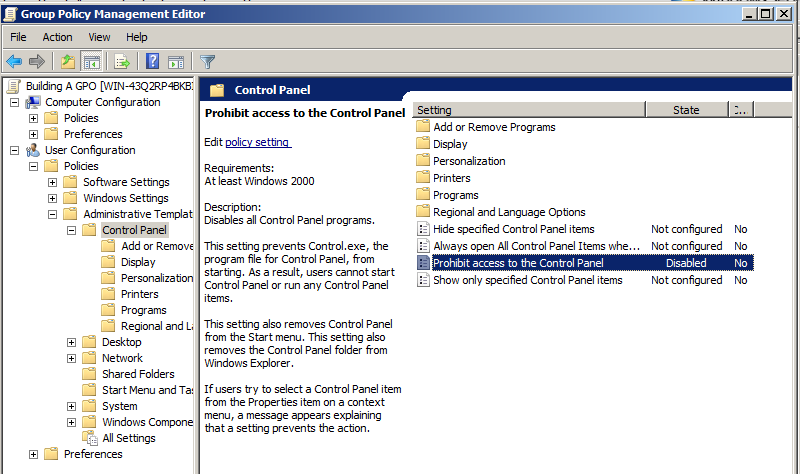 Group Policy Management Editor
File Action View Help
Building A GPO [WIN-43Q2RP4BKB
Computer Configuration
Policies
Preferences
User Configuration
Policies
Software Settings
Windows Settings
Administrative Templat
Control Panel
Add or Remove
Display
Personalization
Printers
Programs
Regional and La
Desktop
Network
Shared Folders
Start Menu and Tas
System
Windows Compone
All Settings
Preferences
Control Panel
Prohibit access to the Control Panel
Edit policy setting
Requirements:
At least Windows 2000
Description:
Disables all Control Panel programs.
This setting prevents Control.exe, the
program file for Control Panel, from
starting. As a result, users cannot start
Control Panel or run any Control Panel
items.
This setting also removes Control Panel
from the Start menu. This setting also
removes the Control Panel folder from
Windows Explorer.
If users try to select a Control Panel item
from the Properties item on a context
menu, a message appears explaining
that a setting prevents the action.
Setting State C...
Add or Remove Programs
Display
Personalization
Printers
Programs
Regional and Language Options
Hide specified Control Panel items Not configured No
Always open All Control Panel Items whe... Not configured No
Prohibit access to the Control Panel Disabled No
Show only specified Control Panel items Not configured No